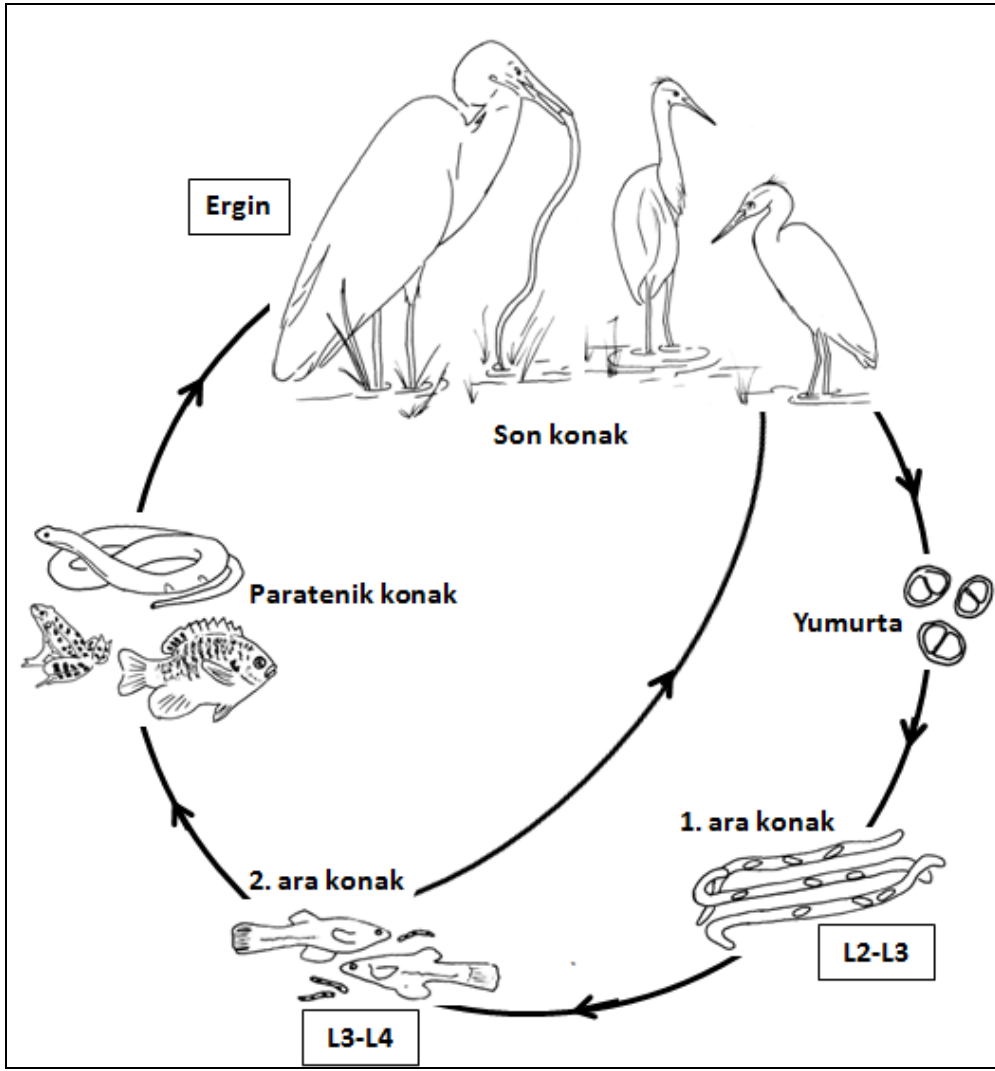 Ergin
Son konak
Paratenik konak
Yumurta
1. ara konak
2. ara konak
L2-L3
L3-L4